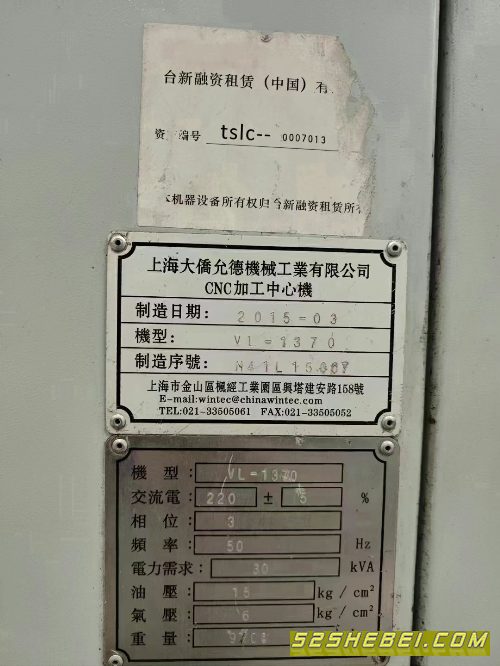 台新融资租赁（中国）有
资 编号 tslc-- 0007013
机器设备所有权归台新融资租赁所
上海大僑允德機械工業有限公司
CNC加工中心機
制造日期: 2015-03
機型: VL-1370
制造序號:
上海市金山區楓經工業園區興塔建安路158號
E-mail:wintec@chinawintec.com
TEL:021-33505061 FAX:021-33505052
機型: VL-1370
交流電: 220 ± 5 %
相位: 3
頻率: 50 Hz
電力需求: 30 kVA
油壓: 15 kg/cm²
氣壓: 6 kg/cm²
重量:
52SHEBEI.COM